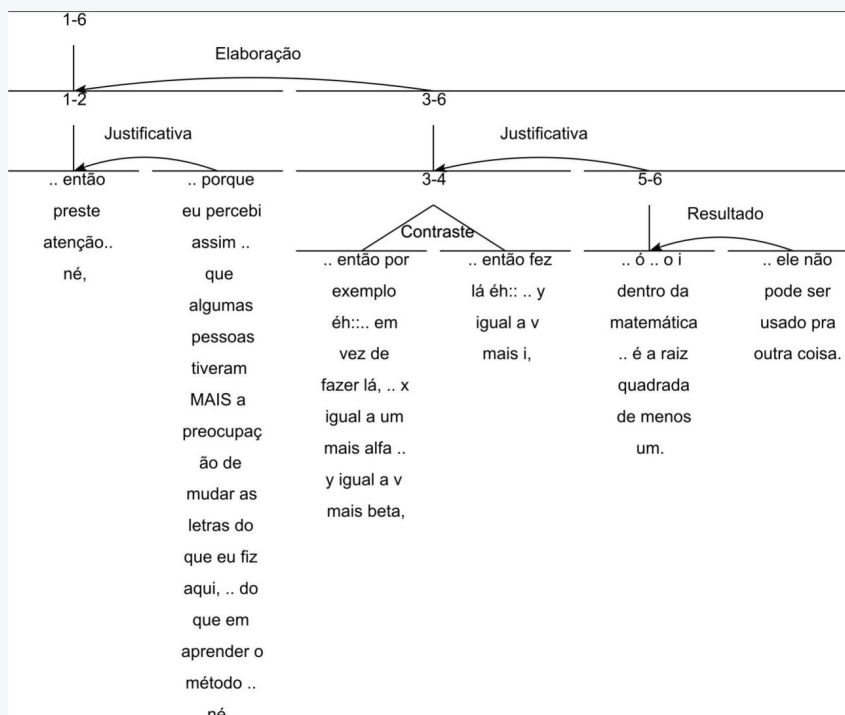 1-6
Elaboração
1-2
3-6
Justificativa
Justificativa
.. então
preste
atenção..
né,
.. porque
eu percebi
assim ..
que
algumas
pessoas
tiveram
MAIS a
preocupaç
ão de
mudar as
letras do
que eu fiz
aqui, .. do
que em
aprender o
método ..
né
3-4
5-6
Contraste
Resultado
.. então por
exemplo
éh::.. em
vez de
fazer lá, .. x
igual a um
mais alfa ..
y igual a v
mais beta,
.. então fez
lá éh:: .. y
igual a v
mais i,
.. ó .. o i
dentro da
matemática
.. é a raiz
quadrada
de menos
um.
.. ele não
pode ser
usado pra
outra coisa.